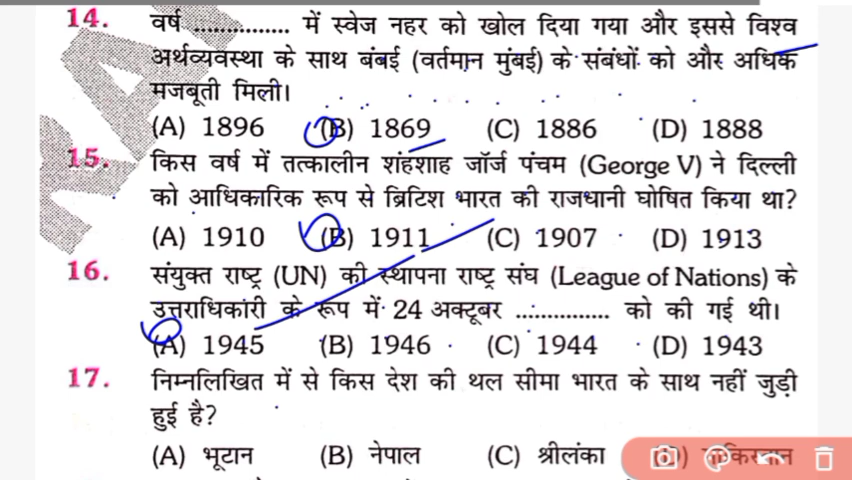 14. वर्ष ............... में स्वेज नहर को खोल दिया गया और इससे विश्व
अर्थव्यवस्था के साथ बंबई (वर्तमान मुंबई) के संबंधों को और अधिक
मजबूती मिली।
(A) 1896 (B) 1869 (C) 1886 (D) 1888
15. किस वर्ष में तत्कालीन शंहशाह जॉर्ज पंचम (George V) ने दिल्ली
को आधिकारिक रूप से ब्रिटिश भारत की राजधानी घोषित किया था?
(A) 1910 (B) 1911 (C) 1907 (D) 1913
16. संयुक्त राष्ट्र (UN) की स्थापना राष्ट्र संघ (League of Nations) के
उत्तराधिकारी के रूप में 24 अक्टूबर ............... को की गई थी।
(A) 1945 (B) 1946 (C) 1944 (D) 1943
17. निम्नलिखित में से किस देश की थल सीमा भारत के साथ नहीं जुड़ी
हुई है?
(A) भूटान (B) नेपाल (C) श्रीलंका (D) पाकिस्तान